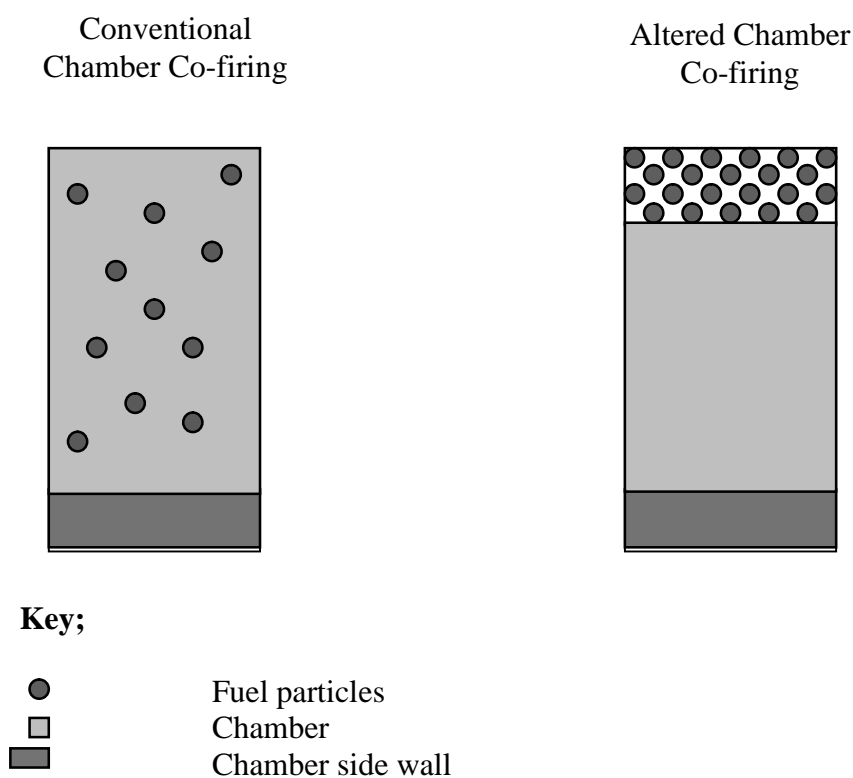 Conventional
Chamber Co-firing
Altered Chamber
Co-firing
Key;
Fuel particles
Chamber
Chamber side wall